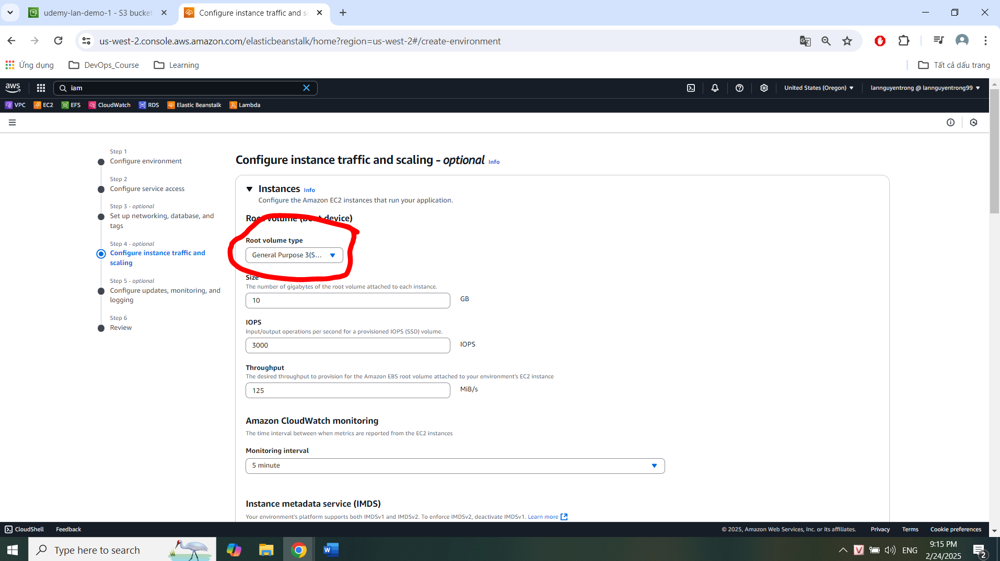 udemy-lan-demo-1 - S3 bucket
Configure instance traffic and sc
us-west-2.console.aws.amazon.com/elasticbeanstalk/home?region=us-west-2#/create-environment
Ứng dụng
DevOps_Course
Learning
Tất cả dấu trang
aws
iam
United States (Oregon)
lannguyentrong @ lannguyentrong99
VPC
EC2
EFS
CloudWatch
RDS
Elastic Beanstalk
Lambda
Step 1
Configure environment
Step 2
Configure service access
Step 3 - optional
Set up networking, database, and
tags
Step 4 - optional
Configure instance traffic and
scaling
Step 5 - optional
Configure updates, monitoring, and
logging
Step 6
Review
Configure instance traffic and scaling - optional Info
Instances Info
Configure the Amazon EC2 instances that run your application.
Root volume (boot device)
Root volume type
General Purpose 3(S...
Size
The number of gigabytes of the root volume attached to each instance.
10
GB
IOPS
Input/output operations per second for a provisioned IOPS (SSD) volume.
3000
IOPS
Throughput
The desired throughput to provision for the Amazon EBS root volume attached to your environment's EC2 instance
125
MiB/s
Amazon CloudWatch monitoring
The time interval between when metrics are reported from the EC2 instances
Monitoring interval
5 minute
Instance metadata service (IMDS)
Your environment's platform supports both IMDSv1 and IMDSv2. To enforce IMDSv2, deactivate IMDSv1. Learn more
CloudShell
Feedback
© 2025, Amazon Web Services, Inc. or its affiliates.
Privacy
Terms
Cookie preferences
Type here to search
ENG
9:15 PM
2/24/2025
2